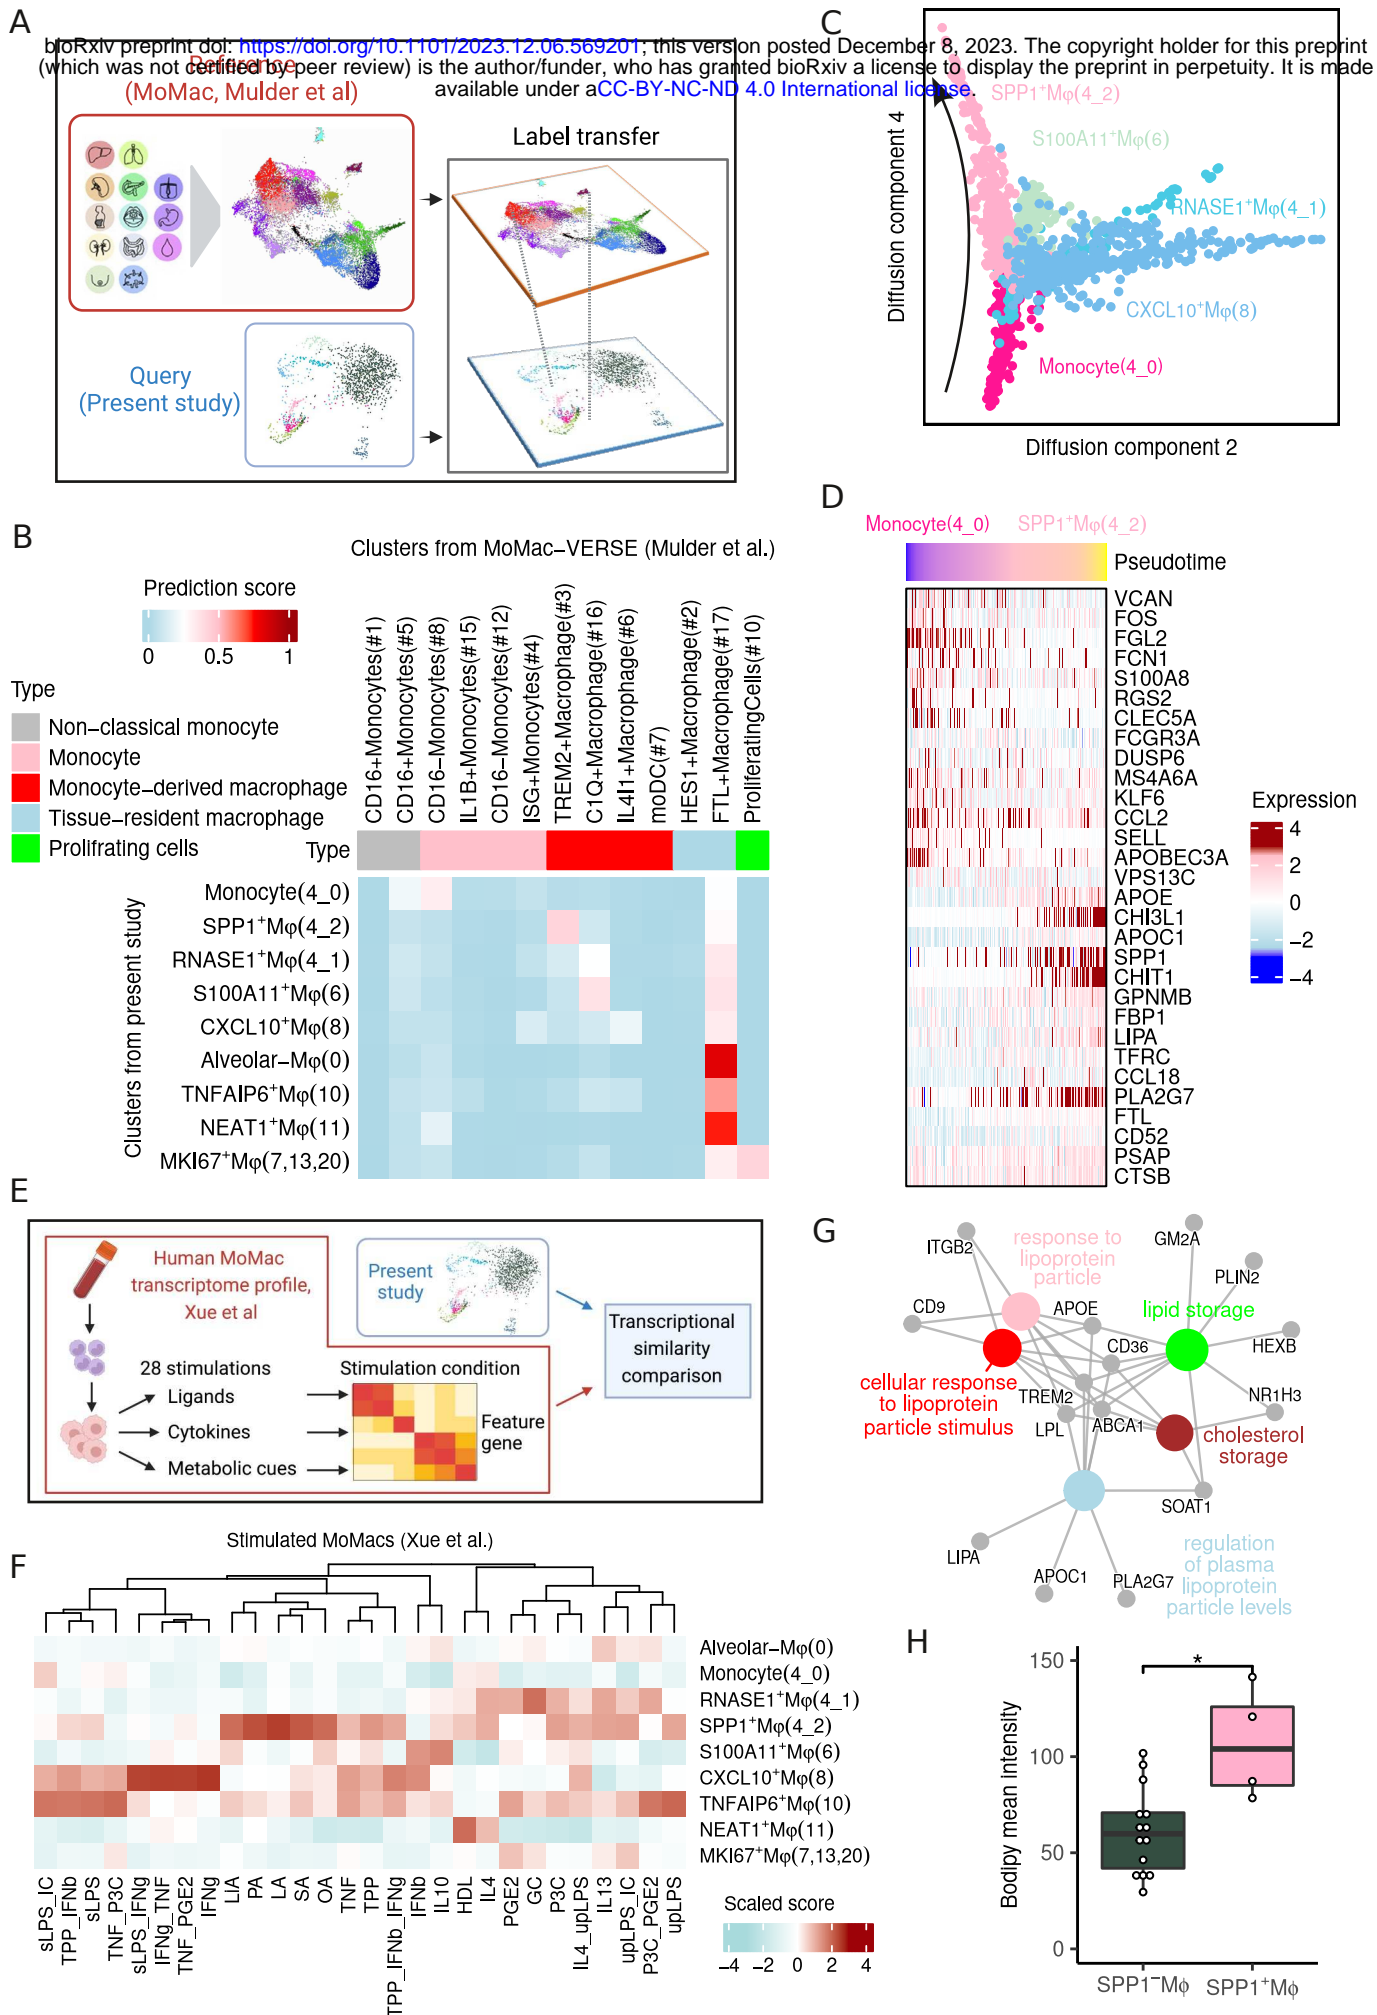 A
bioRxiv preprint doi: https://doi.org/10.1101/2023.12.06.569201; this version posted December 8, 2023. The copyright holder for this preprint
(which was not certified by peer review) is the author/funder, who has granted bioRxiv a license to display the preprint in perpetuity. It is made
available under aCC-BY-NC-ND 4.0 International license.
Reference
(MoMac, Mulder et al)
Label transfer
Query
(Present study)
B
Clusters from MoMac−VERSE (Mulder et al.)
Prediction score
0 0.5 1
Type
Non−classical monocyte
Monocyte
Monocyte−derived macrophage
Tissue−resident macrophage
Prolifrating cells
CD16+Monocytes(#1)
CD16+Monocytes(#5)
CD16−Monocytes(#8)
IL1B+Monocytes(#15)
CD16−Monocytes(#12)
ISG+Monocytes(#4)
TREM2+Macrophage(#3)
C1Q+Macrophage(#16)
IL4I1+Macrophage(#6)
moDC(#7)
HES1+Macrophage(#2)
FTL+Macrophage(#17)
ProliferatingCells(#10)
Type
Clusters from present study
Monocyte(4_0)
SPP1⁺Mφ(4_2)
RNASE1⁺Mφ(4_1)
S100A11⁺Mφ(6)
CXCL10⁺Mφ(8)
Alveolar−Mφ(0)
TNFAIP6⁺Mφ(10)
NEAT1⁺Mφ(11)
MKI67⁺Mφ(7,13,20)
C
Diffusion component 4
SPP1⁺Mφ(4_2)
S100A11⁺Mφ(6)
RNASE1⁺Mφ(4_1)
CXCL10⁺Mφ(8)
Monocyte(4_0)
Diffusion component 2
D
Monocyte(4_0) SPP1⁺Mφ(4_2)
Pseudotime
VCAN
FOS
FGL2
FCN1
S100A8
RGS2
CLEC5A
FCGR3A
DUSP6
MS4A6A
KLF6
CCL2
SELL
APOBEC3A
VPS13C
APOE
CHI3L1
APOC1
SPP1
CHIT1
GPNMB
FBP1
LIPA
TFRC
CCL18
PLA2G7
FTL
CD52
PSAP
CTSB
Expression
4
2
0
−2
−4
E
Human MoMac
transcriptome profile,
Xue et al
28 stimulations
Ligands
Cytokines
Metabolic cues
Stimulation condition
Feature
gene
Present
study
Transcriptional
similarity
comparison
F
Stimulated MoMacs (Xue et al.)
Alveolar−Mφ(0)
Monocyte(4_0)
RNASE1⁺Mφ(4_1)
SPP1⁺Mφ(4_2)
S100A11⁺Mφ(6)
CXCL10⁺Mφ(8)
TNFAIP6⁺Mφ(10)
NEAT1⁺Mφ(11)
MKI67⁺Mφ(7,13,20)
sLPS_IC
TPP_IFNb
sLPS
TNF_P3C
sLPS_IFNg
IFNg_TNF
TNF_PGE2
IFNg
LiA
PA
LA
SA
OA
TNF
TPP
TPP_IFNb_IFNg
IFNb
IL10
HDL
IL4
PGE2
GC
P3C
IL4_upLPS
IL13
upLPS_IC
P3C_PGE2
upLPS
Scaled score
−4 −2 0 2 4
G
ITGB2
response to
lipoprotein
particle
GM2A
PLIN2
CD9
APOE
lipid storage
CD36
HEXB
cellular response
to lipoprotein
particle stimulus
TREM2
NR1H3
LPL
ABCA1
cholesterol
storage
SOAT1
LIPA
APOC1
PLA2G7
regulation
of plasma
lipoprotein
particle levels
H
Bodipy mean intensity
150
100
50
0
*
SPP1⁻Mϕ
SPP1⁺Mϕ